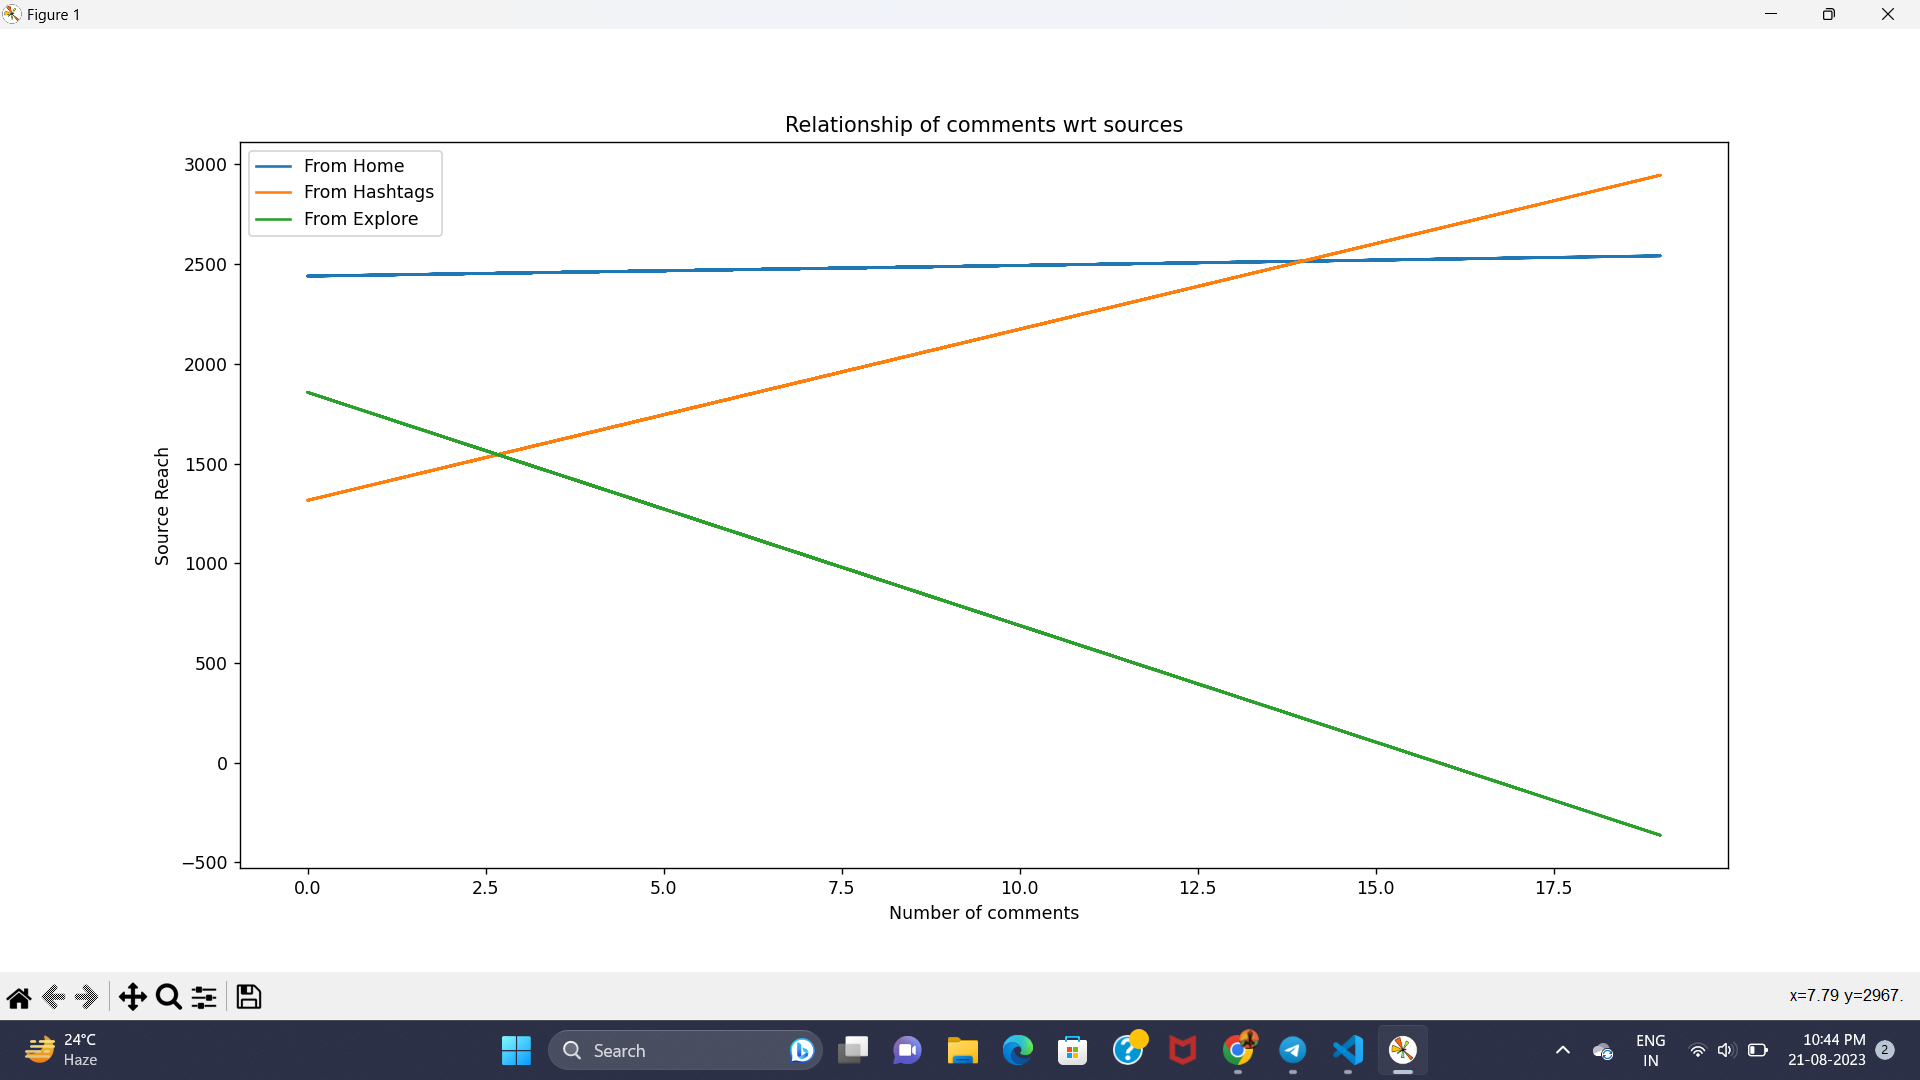 Figure 1
Relationship of comments wrt sources
From Home
From Hashtags
From Explore
3000
2500
2000
1500
1000
500
0
−500
Source Reach
0.0 2.5 5.0 7.5 10.0 12.5 15.0 17.5
Number of comments
x=7.79 y=2967.
24°C
Haze
Search
ENG
IN
10:44 PM
21-08-2023
2